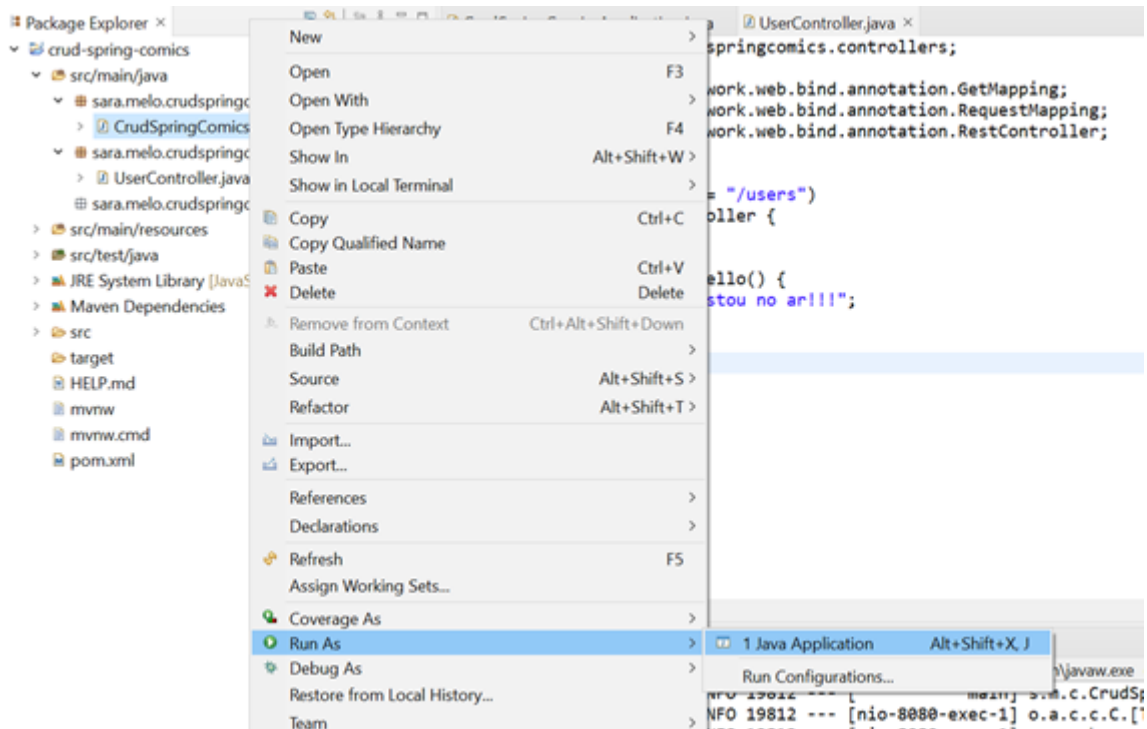 Package Explorer
crud-spring-comics
src/main/java
sara.melo.crudspringc
CrudSpringComics
sara.melo.crudspringc
UserController.java
sara.melo.crudspringc
src/main/resources
src/test/java
JRE System Library [JavaS
Maven Dependencies
src
target
HELP.md
mvnw
mvnw.cmd
pom.xml
New
Open F3
Open With
Open Type Hierarchy F4
Show In Alt+Shift+W
Show in Local Terminal
Copy Ctrl+C
Copy Qualified Name
Paste Ctrl+V
Delete Delete
Remove from Context Ctrl+Alt+Shift+Down
Build Path
Source Alt+Shift+S
Refactor Alt+Shift+T
Import...
Export...
References
Declarations
Refresh F5
Assign Working Sets...
Coverage As
Run As
Debug As
Restore from Local History...
Team
1 Java Application Alt+Shift+X, J
Run Configurations...
UserController.java
springcomics.controllers;
work.web.bind.annotation.GetMapping;
work.web.bind.annotation.RequestMapping;
work.web.bind.annotation.RestController;
= "/users")
oller {
ello() {
stou no ar!!!";
\javaw.exe
NFO 19812 --- [ main] s.m.c.CrudSp
NFO 19812 --- [nio-8080-exec-1] o.a.c.c.C.[T